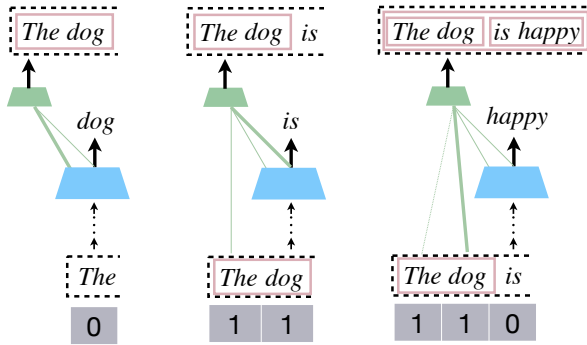 The dog
The dog is
The dog is happy
dog
is
happy
The
The dog
The dog is
0
1 1
1 1 0